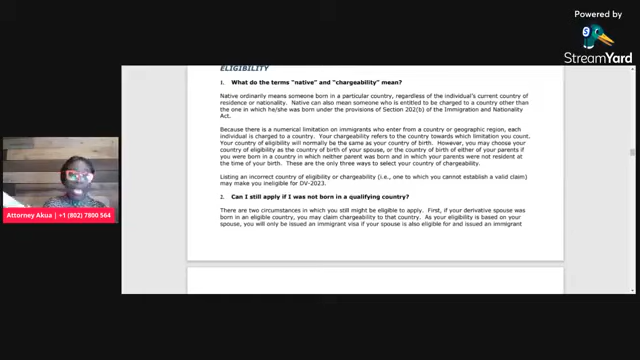 Powered by
StreamYard
ELIGIBILITY
1. What do the terms "native" and "chargeability" mean?
Native ordinarily means someone born in a particular country, regardless of the individual's current country of
residence or nationality. Native can also mean someone who is entitled to be charged to a country other than
the one in which he/she was born under the provisions of Section 202(b) of the Immigration and Nationality
Act.
Because there is a numerical limitation on immigrants who enter from a country or geographic region, each
individual is charged to a country. Your chargeability refers to the country towards which limitation you count.
Your country of eligibility will normally be the same as your country of birth. However, you may choose your
country of eligibility as the country of birth of your spouse, or the country of birth of either of your parents if
you were born in a country in which neither parent was born and in which your parents were not resident at
the time of your birth. These are the only three ways to select your country of chargeability.
Listing an incorrect country of eligibility or chargeability (i.e., one to which you cannot establish a valid claim)
may make you ineligible for DV-2023.
2. Can I still apply if I was not born in a qualifying country?
There are two circumstances in which you still might be eligible to apply. First, if your derivative spouse was
born in an eligible country, you may claim chargeability to that country. As your eligibility is based on your
spouse, you will only be issued an immigrant visa if your spouse is also eligible for and issued an immigrant
Attorney Akua | +1 (802) 7800 564